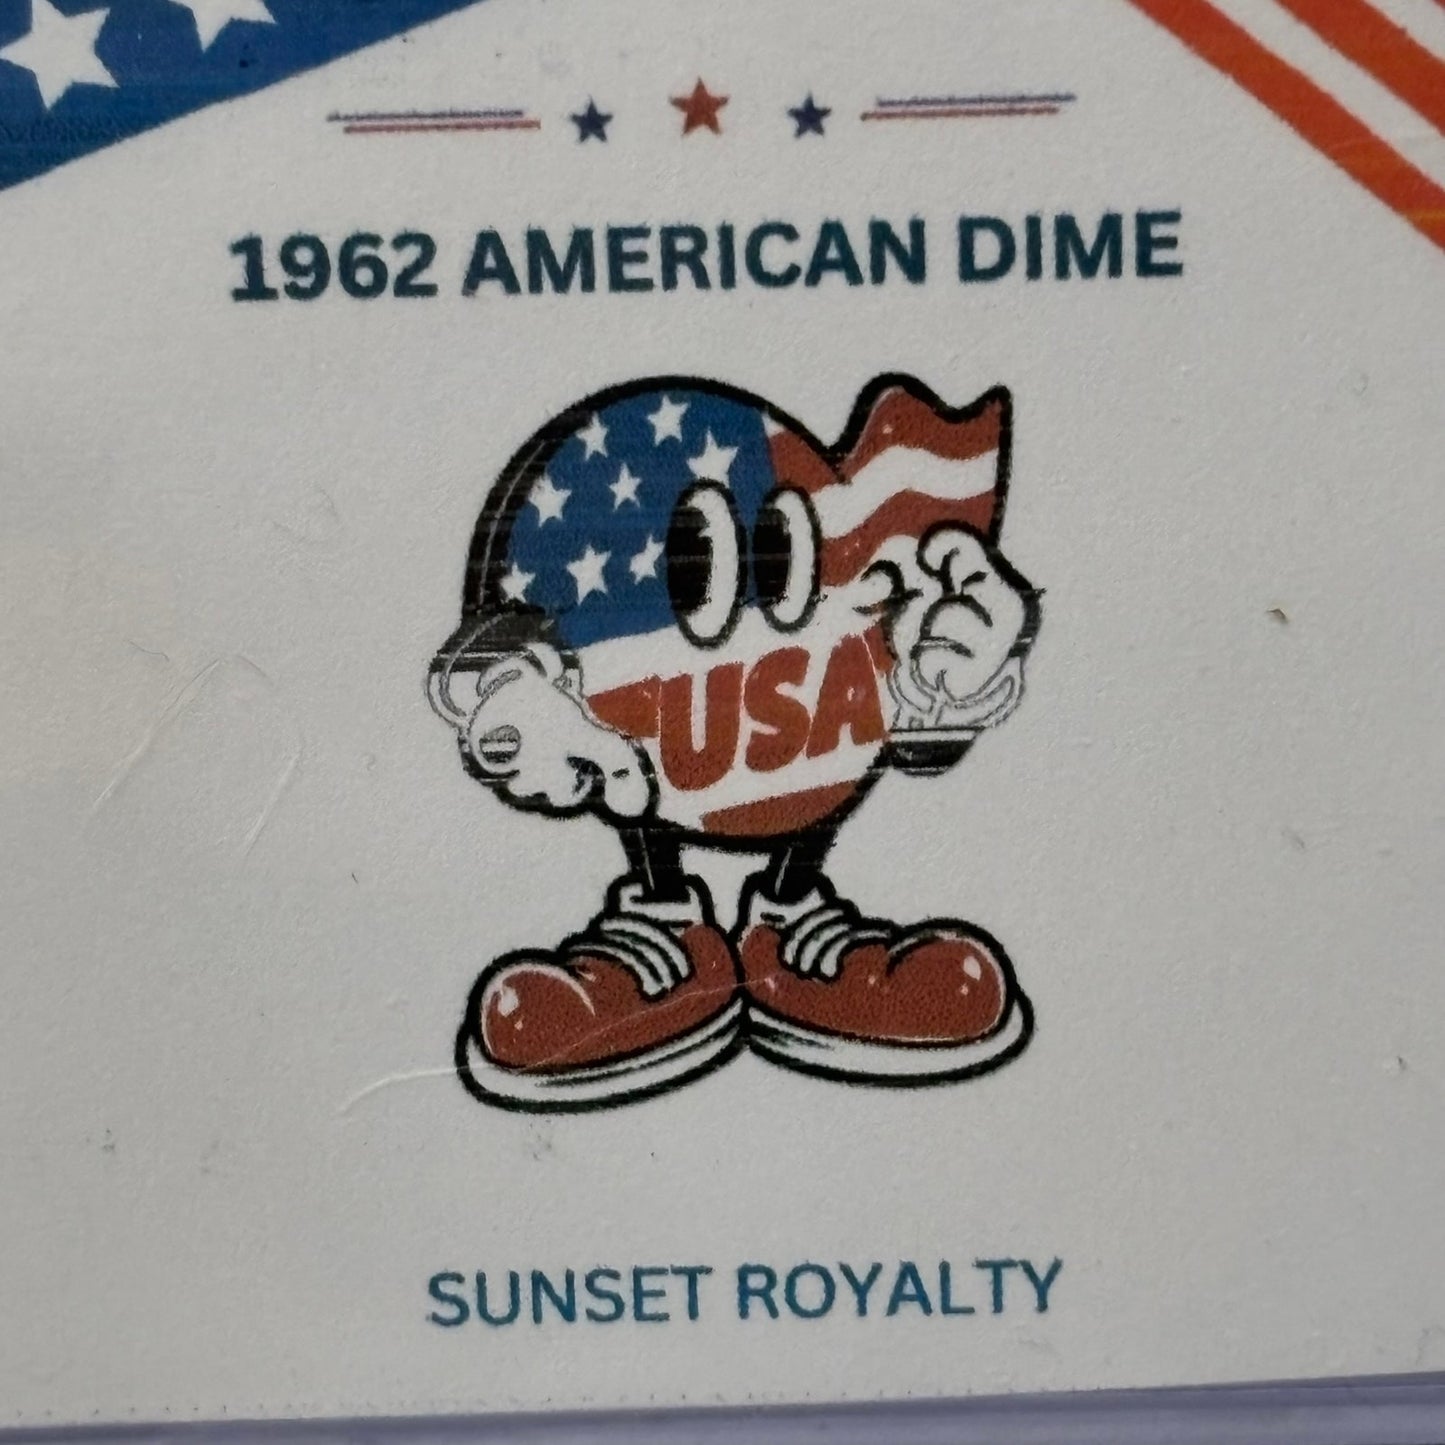 1962 AMERICAN DIME
USA
SUNSET ROYALTY